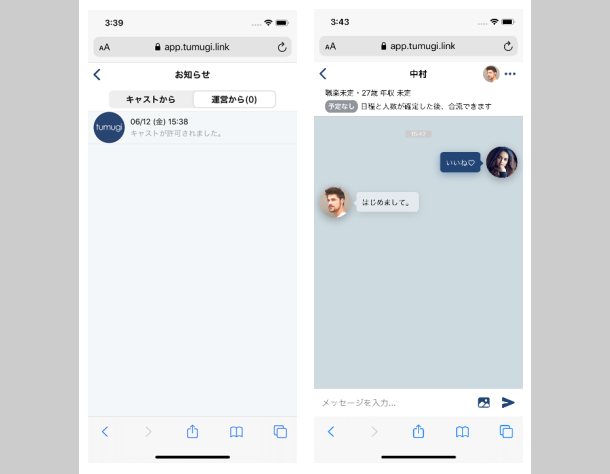 3:39
AA app.tumugi.link
お知らせ
キャストから 運営から(0)
tumugi
06/12 (金) 15:38
キャストが許可されました。
3:43
AA app.tumugi.link
中村
職業未定・27歳 年収 未定
予定なし 日程と人数が確定した後、合流できます
いいね♡
はじめまして。
メッセージを入力...